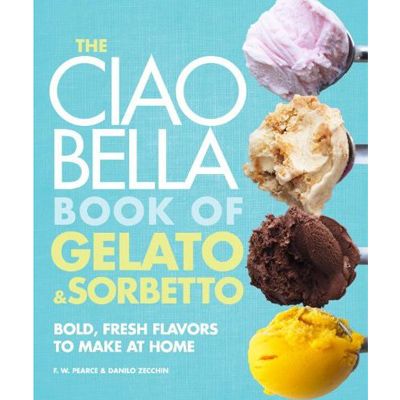 THE
CIAO
BELLA
BOOK OF
GELATO
& SORBETTO
BOLD, FRESH FLAVORS
TO MAKE AT HOME
F. W. PEARCE & DANILO ZECCHIN